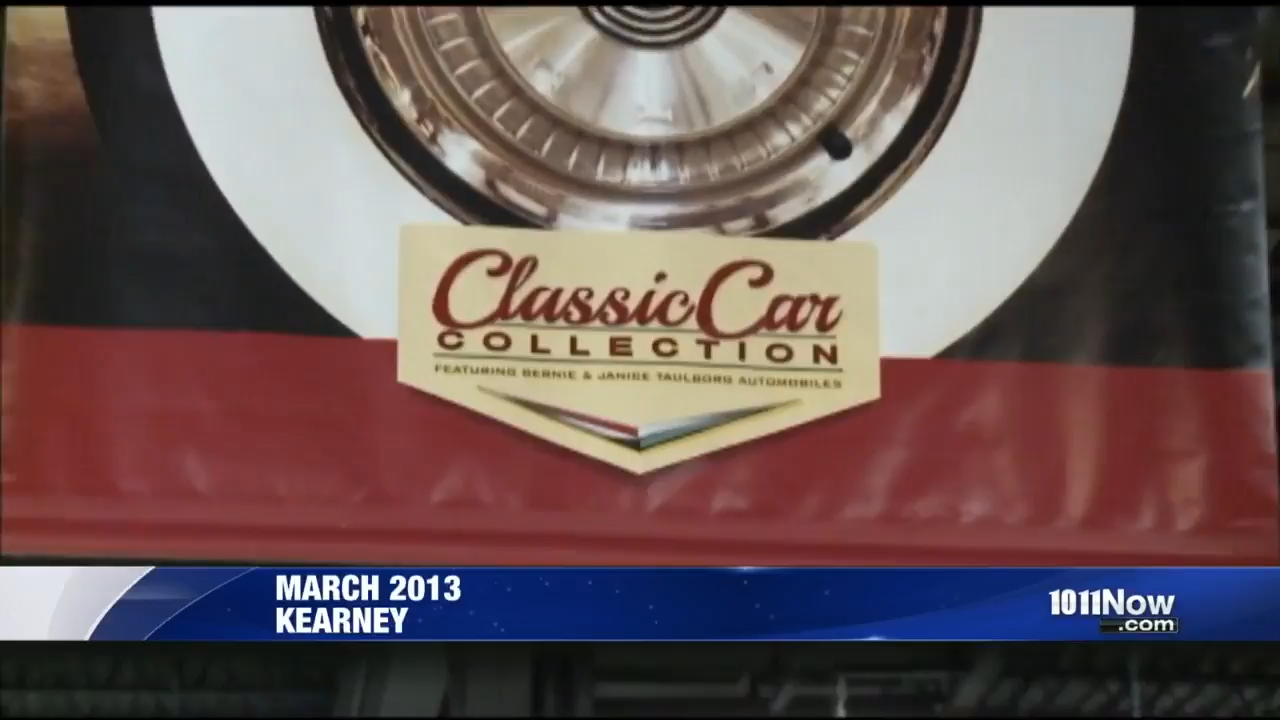 Classic Car
COLLECTION
FEATURING BERNIE & JANICE TAULBORG AUTOMOBILES
MARCH 2013
KEARNEY
1011Now
.com